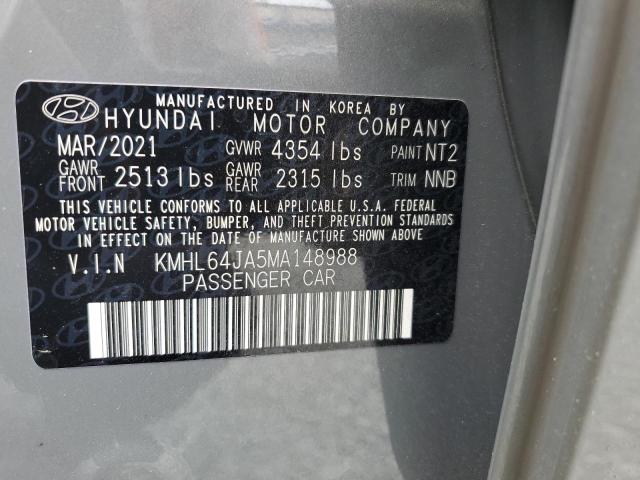 MANUFACTURED IN KOREA BY
HYUNDAI MOTOR COMPANY
MAR/2021 GVWR 4354 lbs PAINT NT2
GAWR FRONT 2513 lbs GAWR REAR 2315 lbs TRIM NNB
THIS VEHICLE CONFORMS TO ALL APPLICABLE U.S.A. FEDERAL
MOTOR VEHICLE SAFETY, BUMPER, AND THEFT PREVENTION STANDARDS
IN EFFECT ON THE DATE OF MANUFACTURE SHOWN ABOVE
V.I.N KMHL64JA5MA148988
PASSENGER CAR